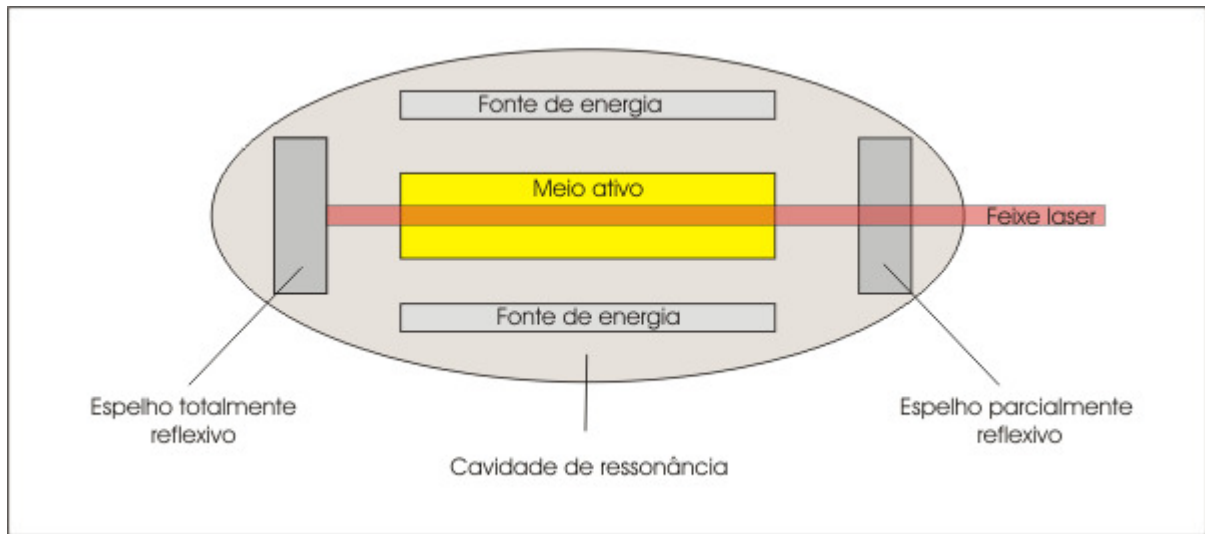 Fonte de energia
Meio ativo
Feixe laser
Fonte de energia
Espelho totalmente
reflexivo
Espelho parcialmente
reflexivo
Cavidade de ressonância